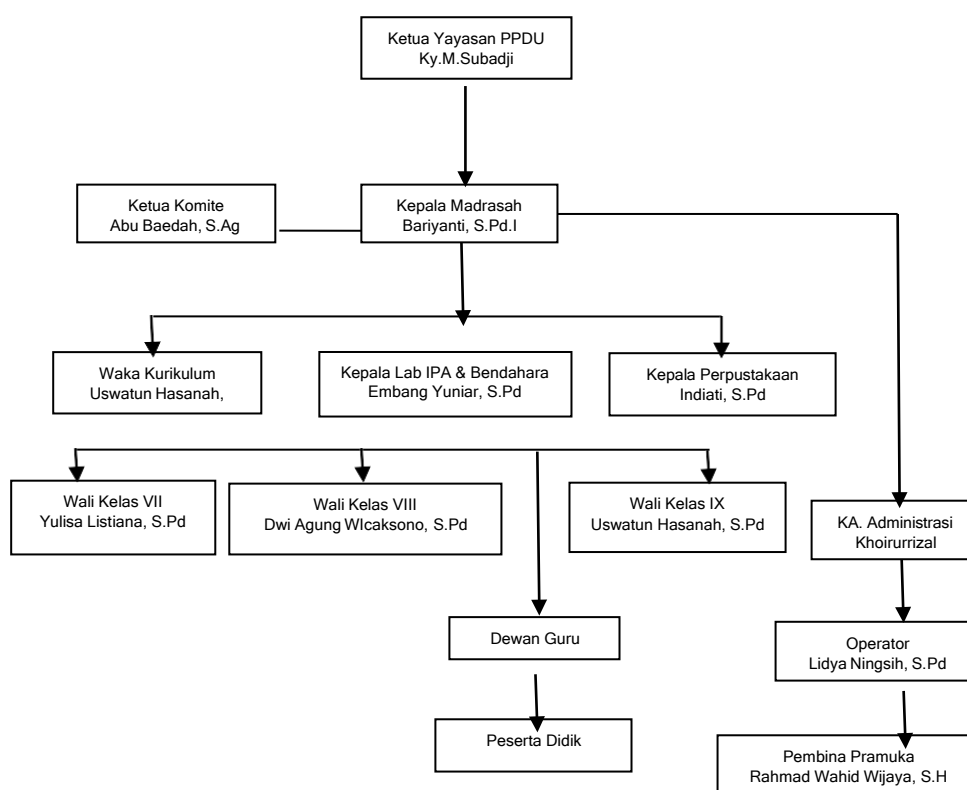 Ketua Yayasan PPDU
Ky.M.Subadji
Ketua Komite
Abu Baedah, S.Ag
Kepala Madrasah
Bariyanti, S.Pd.I
Waka Kurikulum
Uswatun Hasanah,
Kepala Lab IPA & Bendahara
Embang Yuniar, S.Pd
Kepala Perpustakaan
Indiati, S.Pd
Wali Kelas VII
Yulisa Listiana, S.Pd
Wali Kelas VIII
Dwi Agung WIcaksono, S.Pd
Wali Kelas IX
Uswatun Hasanah, S.Pd
KA. Administrasi
Khoirurrizal
Dewan Guru
Operator
Lidya Ningsih, S.Pd
Peserta Didik
Pembina Pramuka
Rahmad Wahid Wijaya, S.H